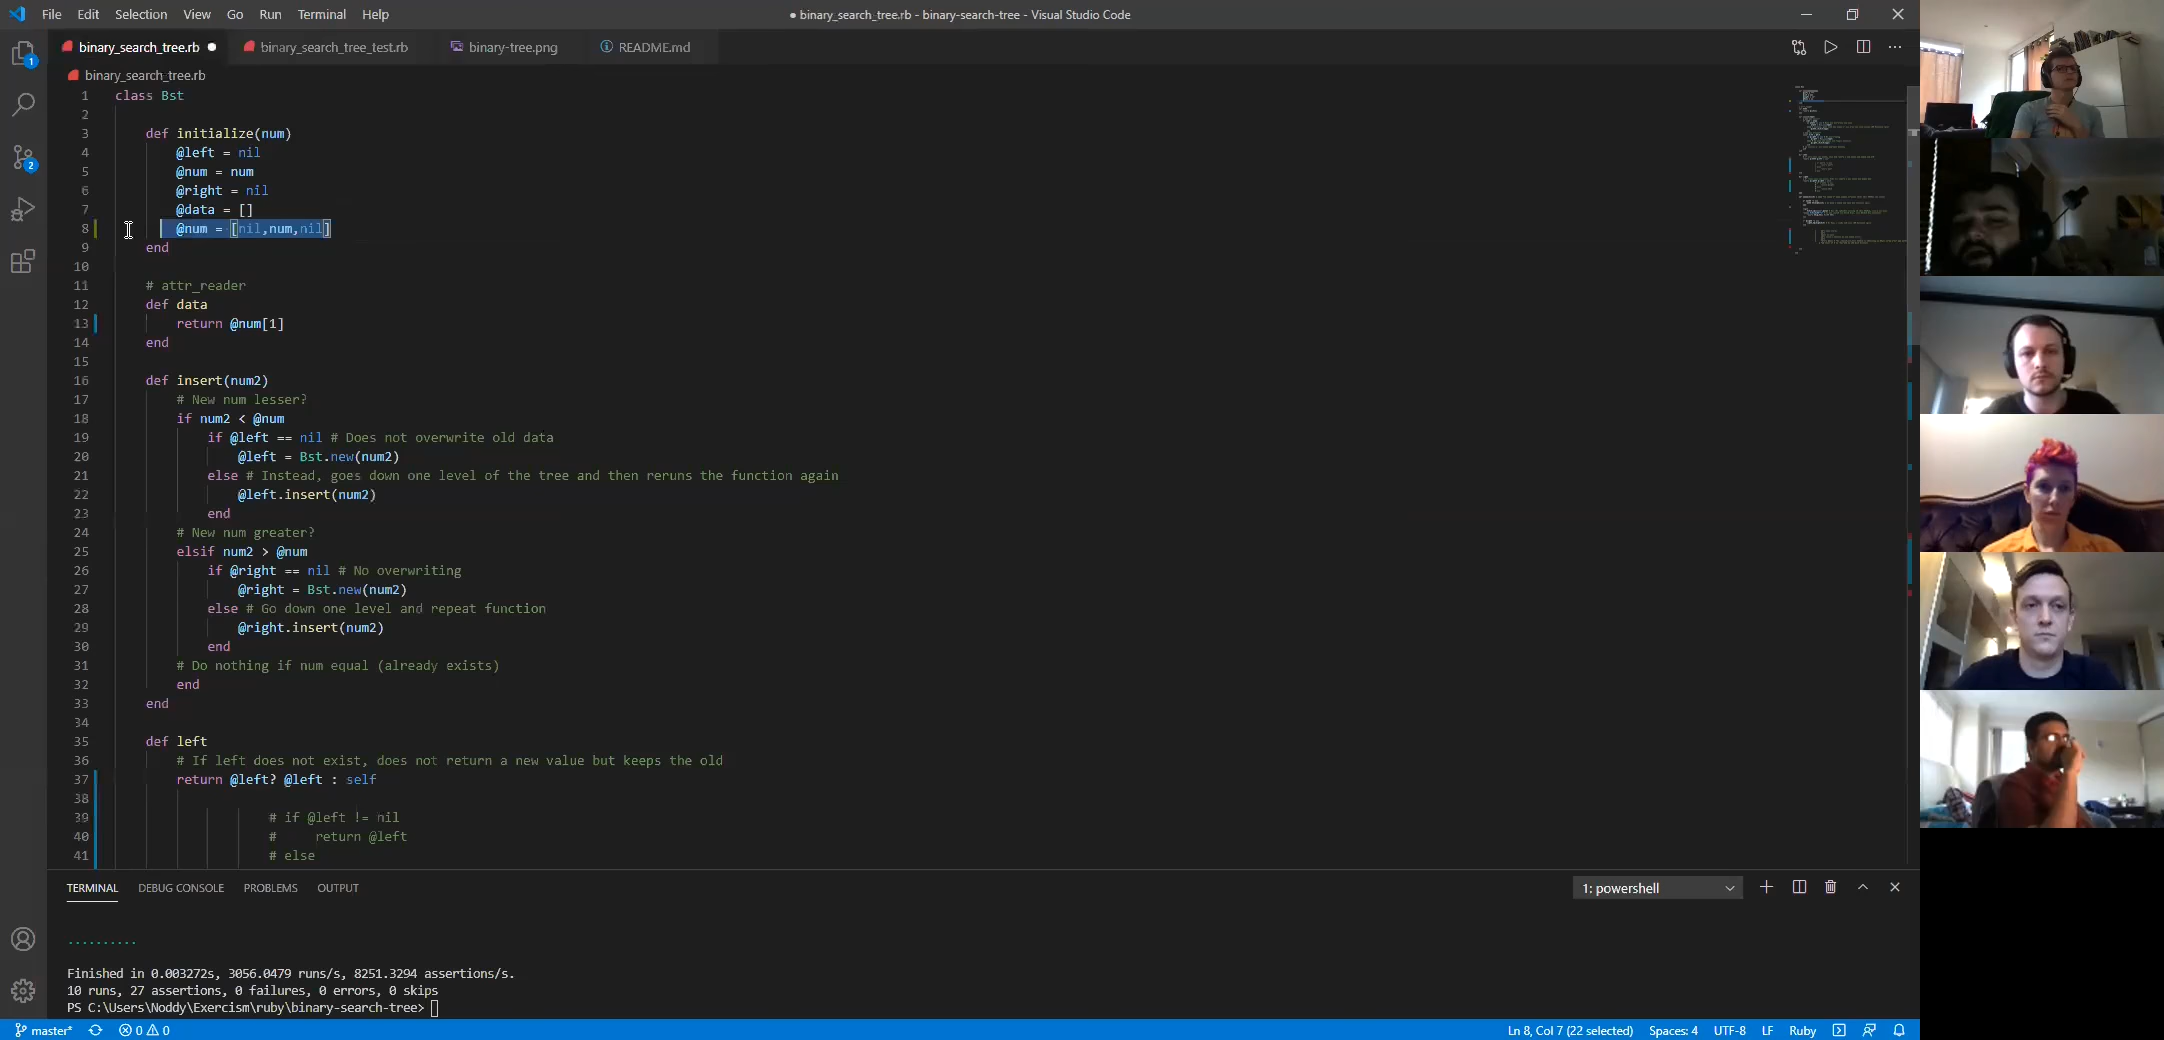 File Edit Selection View Go Run Terminal Help
● binary_search_tree.rb - binary-search-tree - Visual Studio Code
binary_search_tree.rb ●
binary_search_tree_test.rb
binary-tree.png
README.md
binary_search_tree.rb
1 class Bst
2
3 def initialize(num)
4 @left = nil
5 @num = num
6 @right = nil
7 @data = []
8 @num = [nil,num,nil]
9 end
10
11 # attr_reader
12 def data
13 return @num[1]
14 end
15
16 def insert(num2)
17 # New num lesser?
18 if num2 < @num
19 if @left == nil # Does not overwrite old data
20 @left = Bst.new(num2)
21 else # Instead, goes down one level of the tree and then reruns the function again
22 @left.insert(num2)
23 end
24 # New num greater?
25 elsif num2 > @num
26 if @right == nil # No overwriting
27 @right = Bst.new(num2)
28 else # Go down one level and repeat function
29 @right.insert(num2)
30 end
31 # Do nothing if num equal (already exists)
32 end
33 end
34
35 def left
36 # If left does not exist, does not return a new value but keeps the old
37 return @left? @left : self
38
39 # if @left != nil
40 # return @left
41 # else
1
2
TERMINAL DEBUG CONSOLE PROBLEMS OUTPUT
1: powershell
..........
Finished in 0.003272s, 3056.0479 runs/s, 8251.3294 assertions/s.
10 runs, 27 assertions, 0 failures, 0 errors, 0 skips
PS C:\Users\Noddy\Exercism\ruby\binary-search-tree>
master* 0 0
Ln 8, Col 7 (22 selected) Spaces: 4 UTF-8 LF Ruby